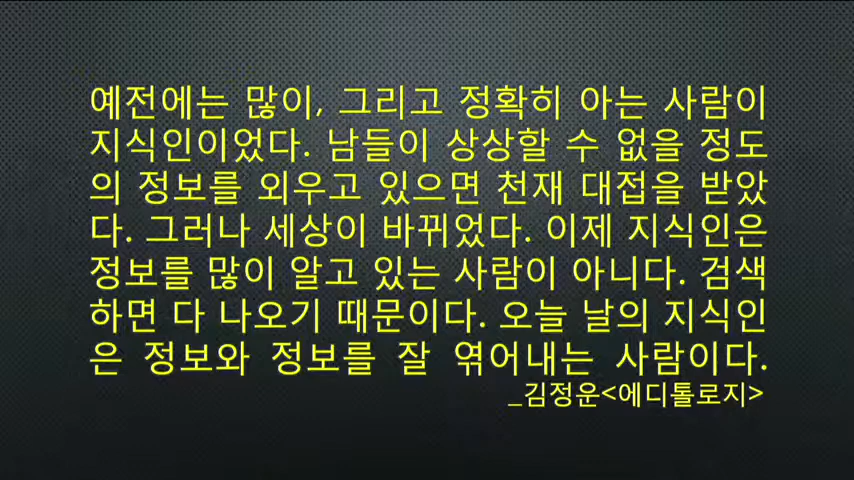 예전에는 많이, 그리고 정확히 아는 사람이
지식인이었다. 남들이 상상할 수 없을 정도
의 정보를 외우고 있으면 천재 대접을 받았
다. 그러나 세상이 바뀌었다. 이제 지식인은
정보를 많이 알고 있는 사람이 아니다. 검색
하면 다 나오기 때문이다. 오늘 날의 지식인
은 정보와 정보를 잘 엮어내는 사람이다.
_김정운<에디톨로지>